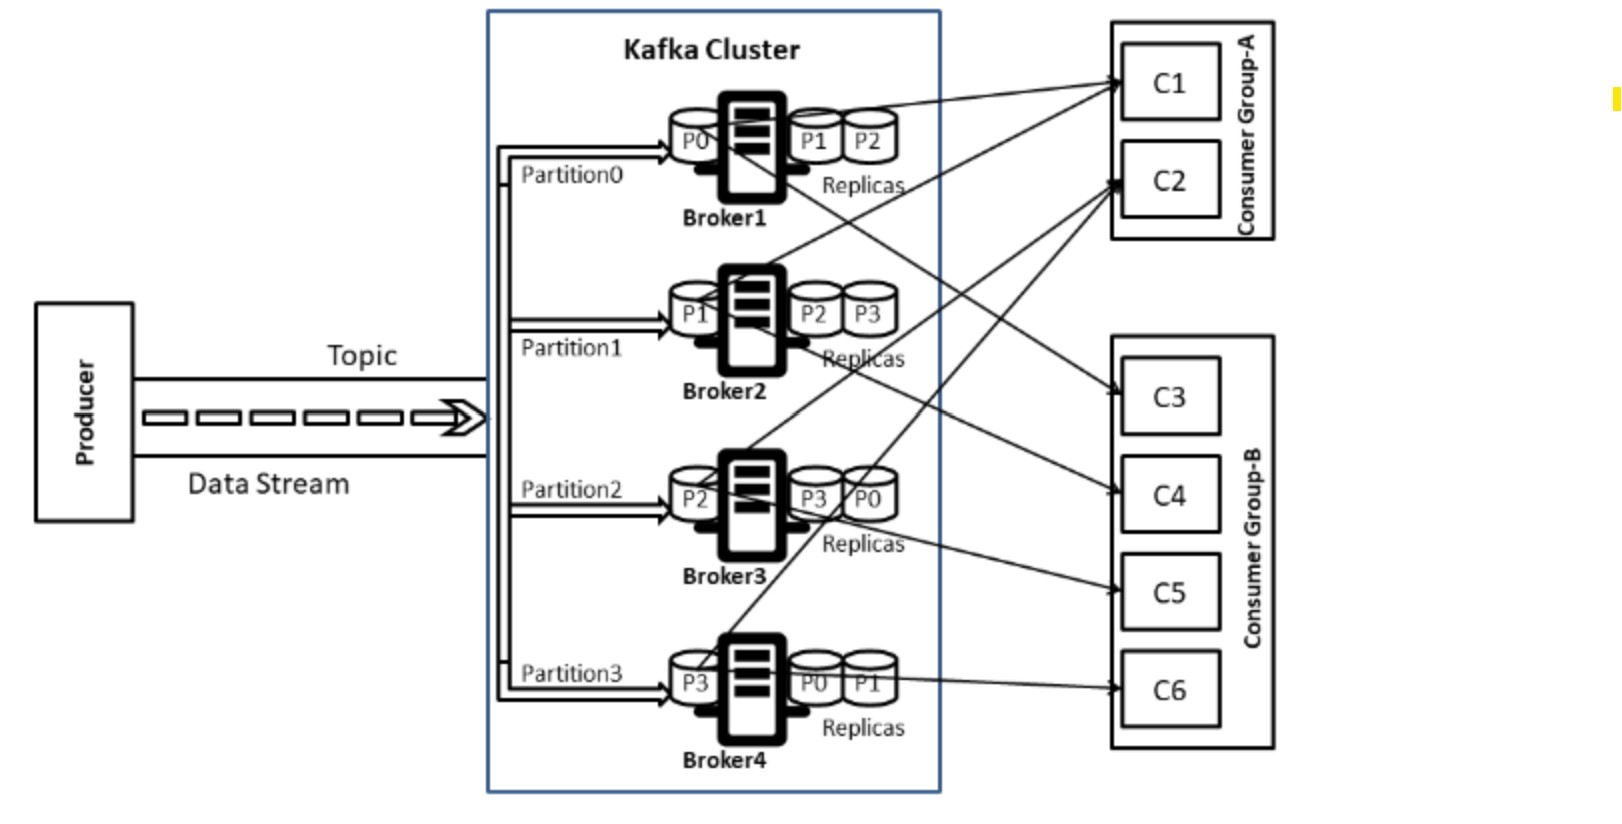 Kafka Cluster
P0
P1
P2
Partition0
Replicas
Broker1
P1
P2
P3
Partition1
Replicas
Broker2
P2
P3
P0
Partition2
Replicas
Broker3
P3
P0
P1
Partition3
Replicas
Broker4
Producer
Topic
Data Stream
C1
C2
Consumer Group-A
C3
C4
C5
C6
Consumer Group-B